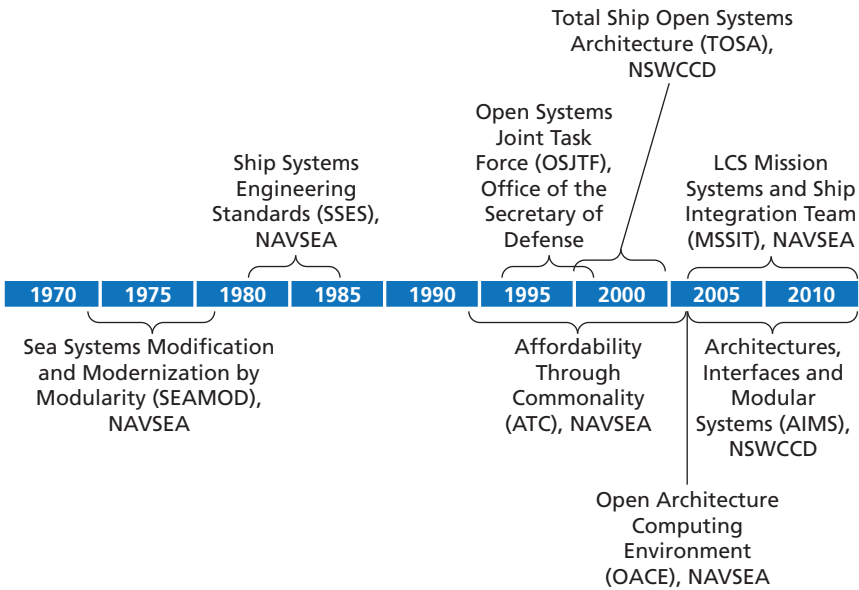 Total Ship Open Systems
Architecture (TOSA),
NSWCCD
Open Systems
Joint Task
Force (OSJTF),
Office of the
Secretary of
Defense
Ship Systems
Engineering
Standards (SSES),
NAVSEA
LCS Mission
Systems and Ship
Integration Team
(MSSIT), NAVSEA
1970 1975 1980 1985 1990 1995 2000 2005 2010
Sea Systems Modification
and Modernization by
Modularity (SEAMOD),
NAVSEA
Affordability
Through
Commonality
(ATC), NAVSEA
Architectures,
Interfaces and
Modular
Systems (AIMS),
NSWCCD
Open Architecture
Computing
Environment
(OACE), NAVSEA